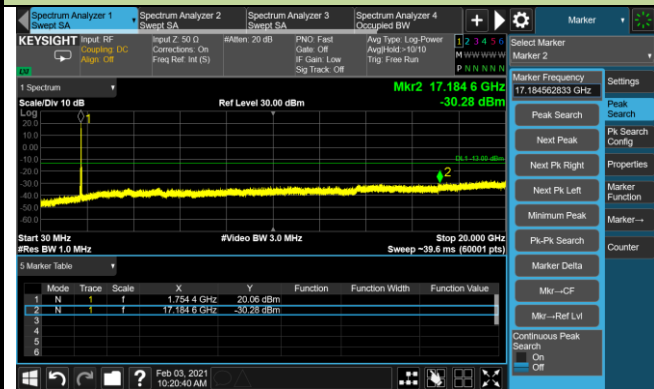 Spectrum Analyzer 1
Swept SA
Spectrum Analyzer 2
Swept SA
Spectrum Analyzer 3
Swept SA
Spectrum Analyzer 4
Occupied BW
+
Marker
KEYSIGHT
Input: RF
Coupling: DC
Align: Off
Input Z: 50 Ω
Corrections: On
Freq Ref: Int (S)
#Atten: 20 dB
PNO: Fast
Gate: Off
IF Gain: Low
Sig Track: Off
Avg Type: Log-Power
Avg|Hold:>10/10
Trig: Free Run
1 2 3 4 5 6
M W W W W W
P N N N N N
Select Marker
Marker 2
1 Spectrum
Mkr2 17.184 6 GHz
-30.28 dBm
Scale/Div 10 dB
Ref Level 30.00 dBm
Log
20.0
10.0
0.00
-10.0
-20.0
-30.0
-40.0
-50.0
-60.0
1
2
DL1 -13.00 dBm
Start 30 MHz
#Video BW 3.0 MHz
Stop 20.000 GHz
#Res BW 1.0 MHz
Sweep ~39.6 ms (60001 pts)
5 Marker Table
Mode Trace Scale X Y Function Function Width Function Value
1 N 1 f 1.754 4 GHz 20.06 dBm
2 N 1 f 17.184 6 GHz -30.28 dBm
3
4
5
6
Marker Frequency
17.184562833 GHz
Peak Search
Next Peak
Next Pk Right
Next Pk Left
Minimum Peak
Pk-Pk Search
Marker Delta
Mkr→CF
Mkr→Ref Lvl
Continuous Peak
Search
On
Off
Settings
Peak
Search
Pk Search
Config
Properties
Marker
Function
Marker→
Counter
?
Feb 03, 2021
10:20:40 AM